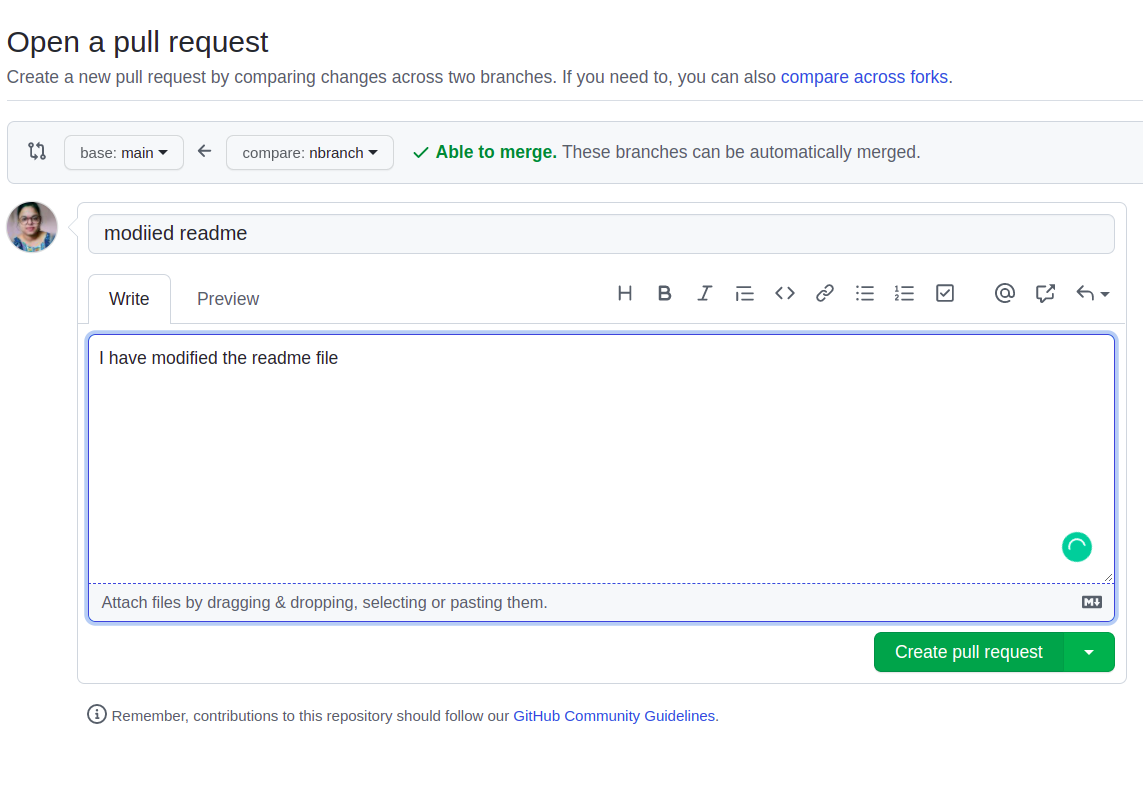 Open a pull request
Create a new pull request by comparing changes across two branches. If you need to, you can also compare across forks.
base: main compare: nbranch Able to merge. These branches can be automatically merged.
modiied readme
Write Preview
I have modified the readme file
Attach files by dragging & dropping, selecting or pasting them.
Create pull request
Remember, contributions to this repository should follow our GitHub Community Guidelines.